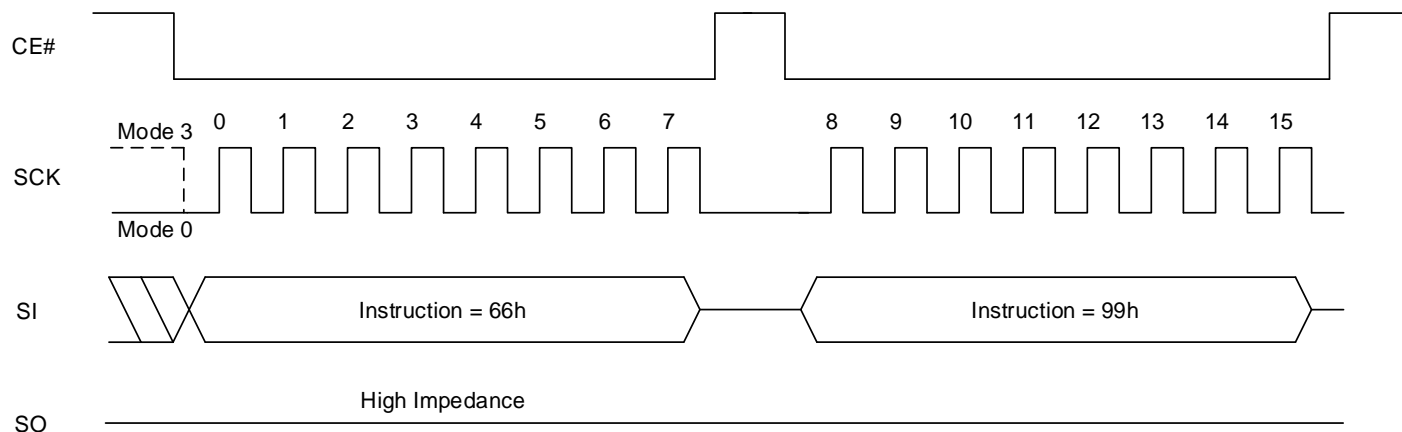 CE#
Mode 3 0 1 2 3 4 5 6 7 8 9 10 11 12 13 14 15
SCK
Mode 0
SI Instruction = 66h Instruction = 99h
High Impedance
SO